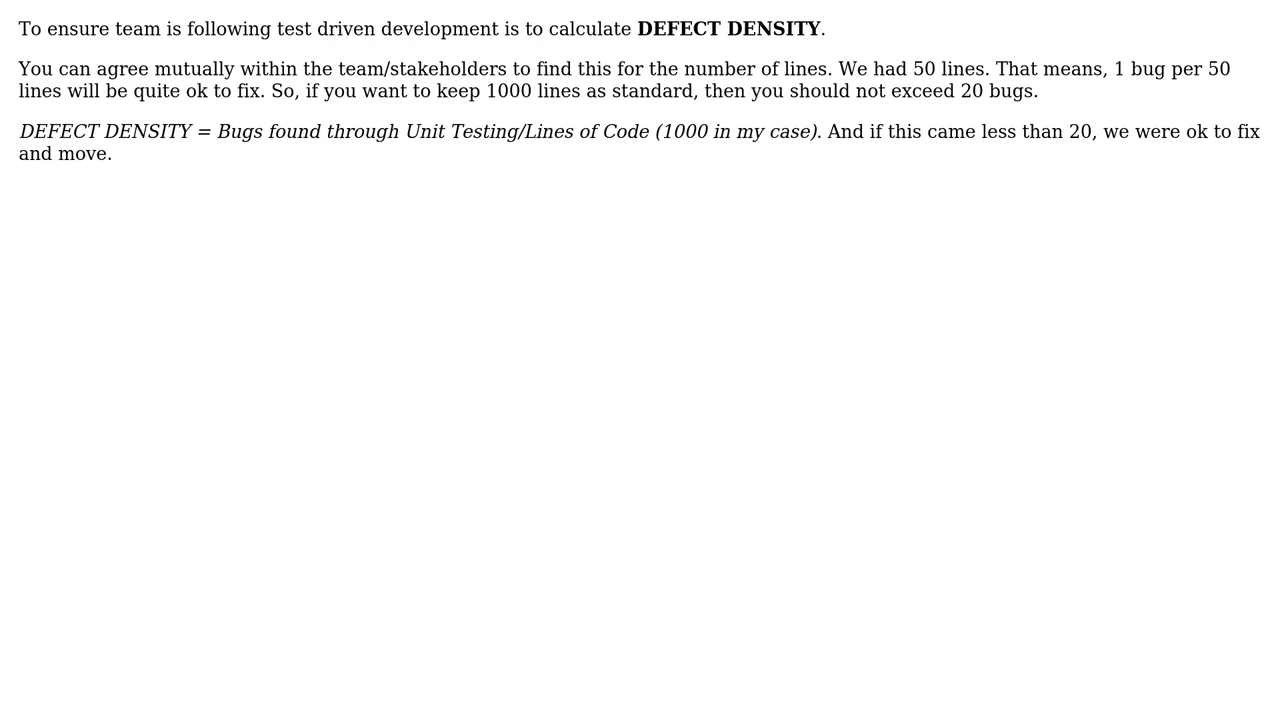 To ensure team is following test driven development is to calculate DEFECT DENSITY.
You can agree mutually within the team/stakeholders to find this for the number of lines. We had 50 lines. That means, 1 bug per 50
lines will be quite ok to fix. So, if you want to keep 1000 lines as standard, then you should not exceed 20 bugs.
DEFECT DENSITY = Bugs found through Unit Testing/Lines of Code (1000 in my case). And if this came less than 20, we were ok to fix
and move.